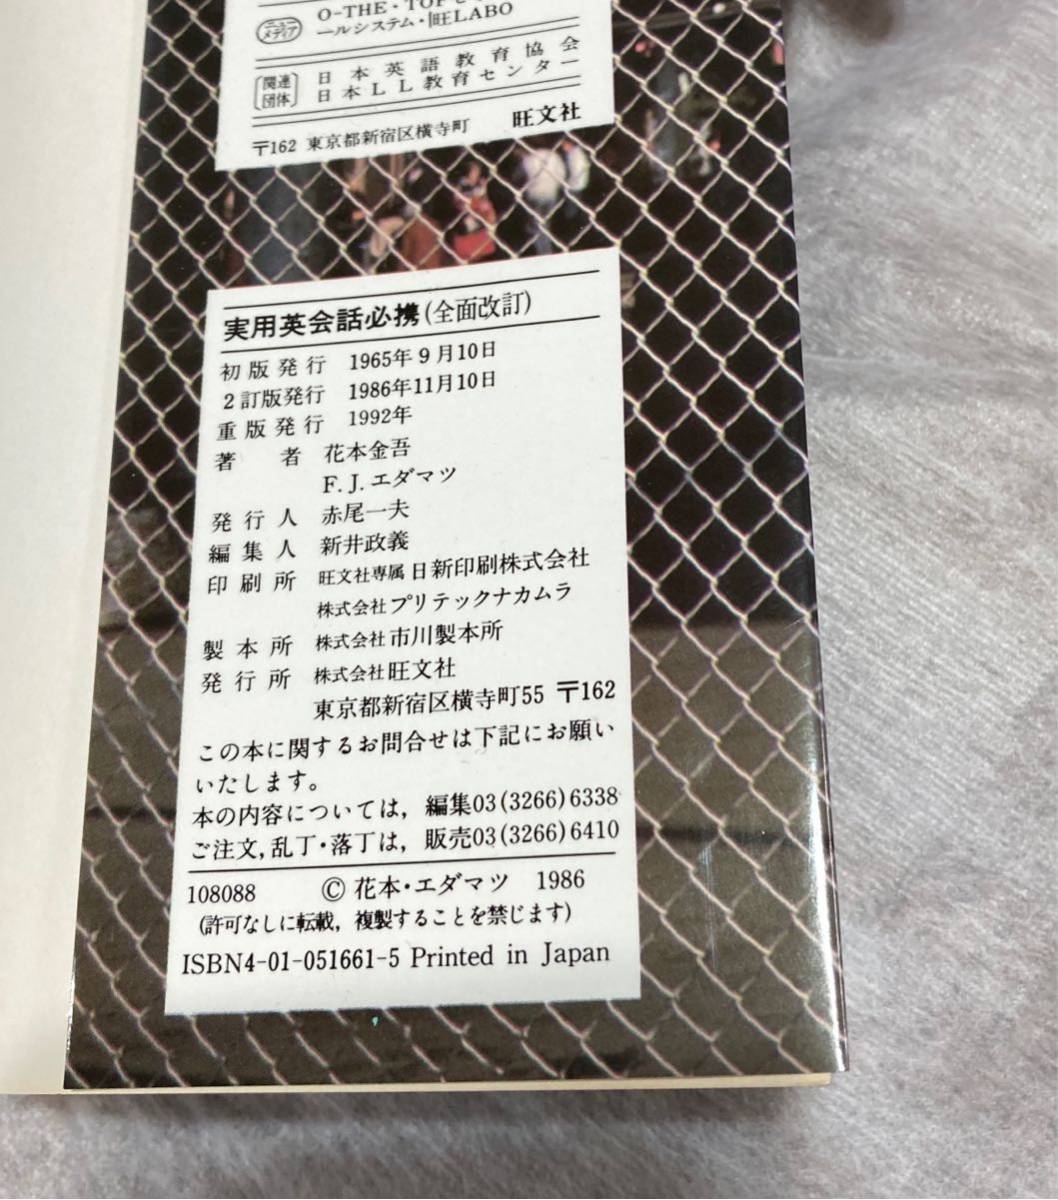 O-THE・TOP
ニューメディア
ールシステム・旺LABO
関連団体
日本英語教育協会
日本LL教育センター
〒162 東京都新宿区横寺町 旺文社
実用英会話必携(全面改訂)
初版発行 1965年9月10日
2訂版発行 1986年11月10日
重版発行 1992年
著者 花本金吾
F.J.エダマツ
発行人 赤尾一夫
編集人 新井政義
印刷所 旺文社専属日新印刷株式会社
株式会社プリテックナカムラ
製本所 株式会社市川製本所
発行所 株式会社旺文社
東京都新宿区横寺町55 〒162
この本に関するお問合せは下記にお願い
いたします。
本の内容については，編集03(3266)6338
ご注文,乱丁・落丁は，販売03(3266)6410
108088 © 花本・エダマツ 1986
(許可なしに転載，複製することを禁じます)
ISBN4-01-051661-5 Printed in Japan